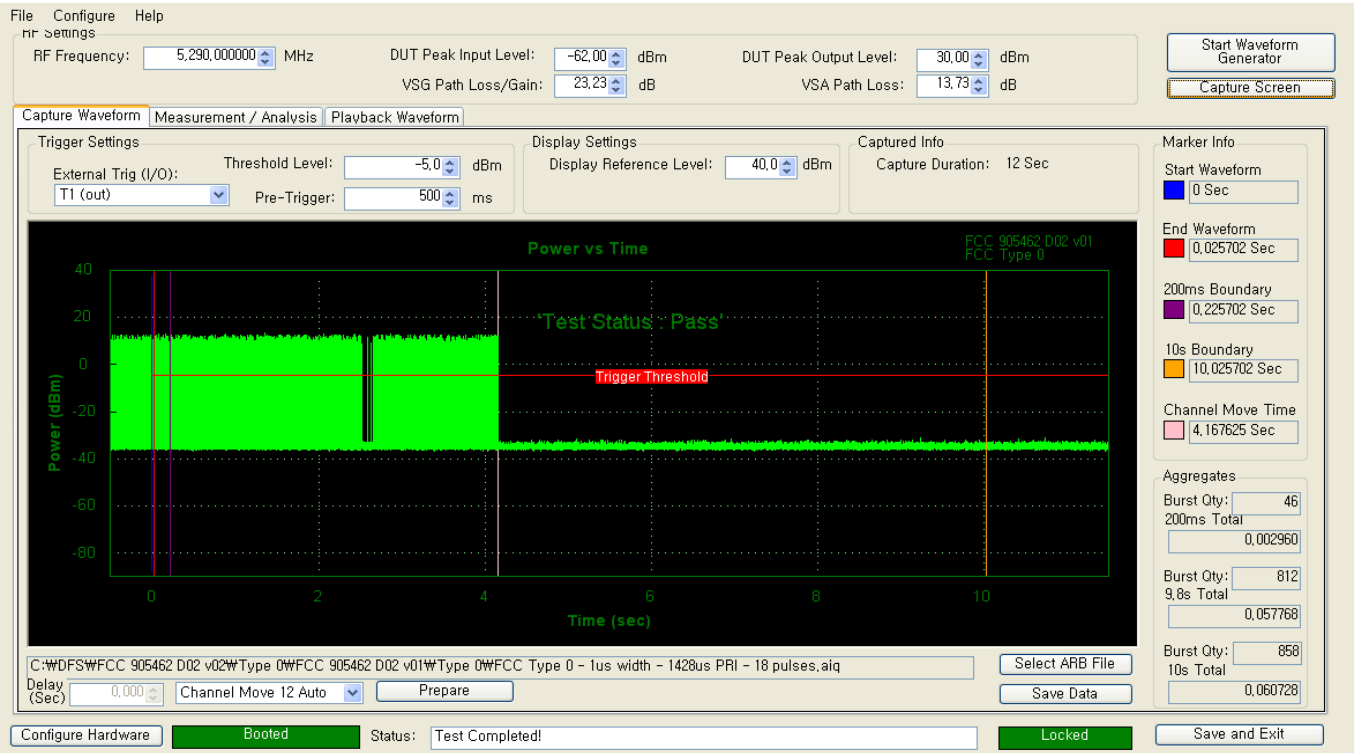 File Configure Help
RF Settings
RF Frequency: 5,290,000000 MHz DUT Peak Input Level: -62,00 dBm DUT Peak Output Level: 30,00 dBm
VSG Path Loss/Gain: 23,23 dB VSA Path Loss: 13,73 dB
Start Waveform
Generator
Capture Screen
Capture Waveform Measurement / Analysis Playback Waveform
Trigger Settings
External Trig (I/O): Threshold Level: -5,0 dBm
T1 (out) Pre-Trigger: 500 ms
Display Settings
Display Reference Level: 40,0 dBm
Captured Info
Capture Duration: 12 Sec
Power vs Time
FCC 905462 D02 v01
FCC Type 0
'Test Status : Pass'
Trigger Threshold
Power (dBm)
40
20
0
-20
-40
-60
-80
0 2 4 6 8 10
Time (sec)
Marker Info
Start Waveform
0 Sec
End Waveform
0,025702 Sec
200ms Boundary
0,225702 Sec
10s Boundary
10,025702 Sec
Channel Move Time
4,167625 Sec
Aggregates
Burst Qty: 46
200ms Total
0,002960
Burst Qty: 812
9,8s Total
0,057768
Burst Qty: 858
10s Total
0,060728
C:₩DFS₩FCC 905462 D02 v02₩Type 0₩FCC 905462 D02 v01₩Type 0₩FCC Type 0 - 1us width - 1428us PRI - 18 pulses,aiq
Select ARB File
Delay
(Sec) 0,000 Channel Move 12 Auto Prepare Save Data
Configure Hardware Booted Status: Test Completed! Locked Save and Exit